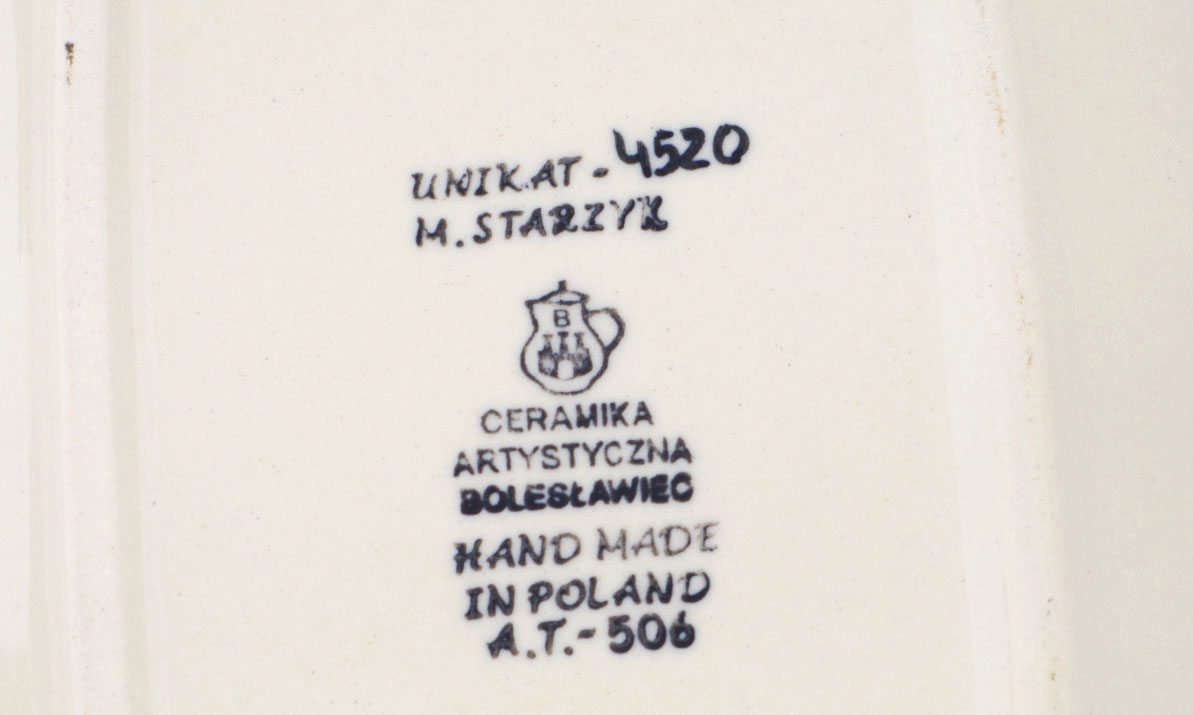 UNIKAT - 4520
M. STARZYK
B
CERAMIKA
ARTYSTYCZNA
BOLESŁAWIEC
HAND MADE
IN POLAND
A.T.- 506